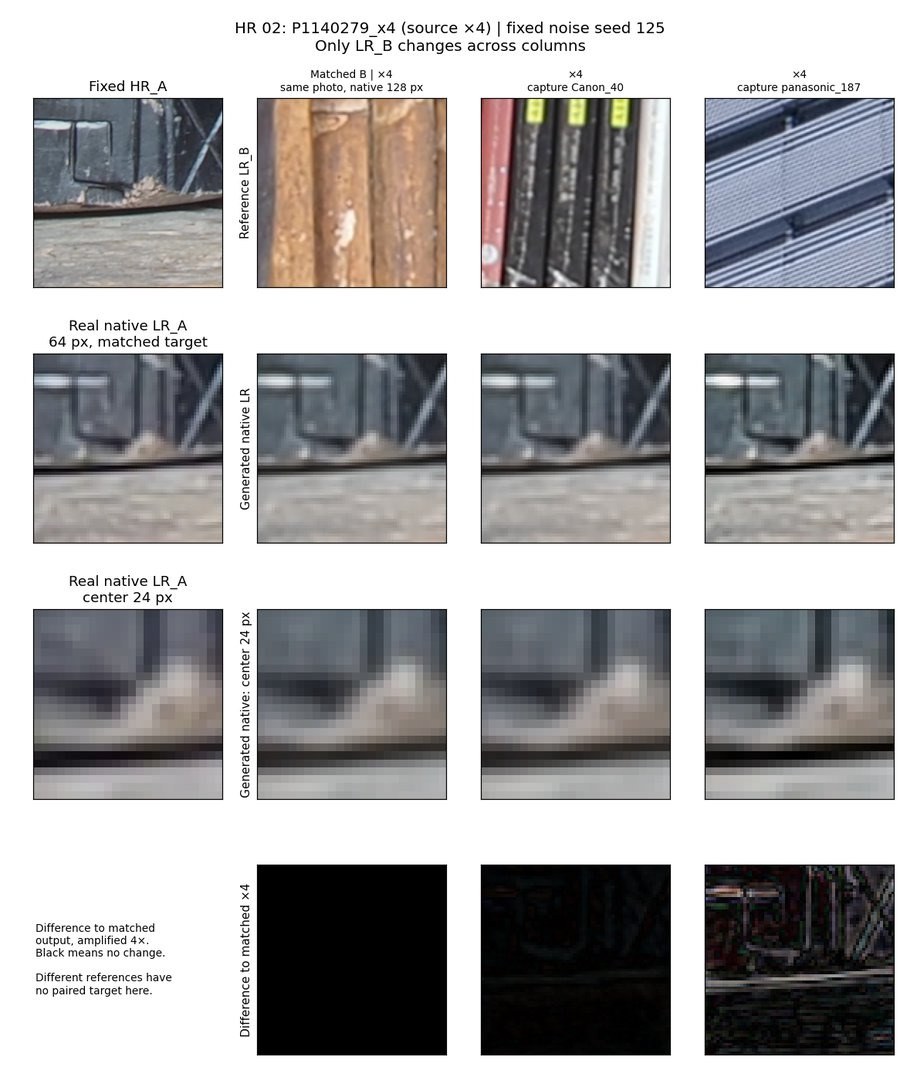 HR 02: P1140279_x4 (source ×4) | fixed noise seed 125
Only LR_B changes across columns
Fixed HR_A
Matched B | ×4
same photo, native 128 px
×4
capture Canon_40
×4
capture panasonic_187
Reference LR_B
Real native LR_A
64 px, matched target
Generated native LR
Real native LR_A
center 24 px
Generated native: center 24 px
Difference to matched
output, amplified 4×.
Black means no change.
Different references have
no paired target here.
Difference to matched ×4